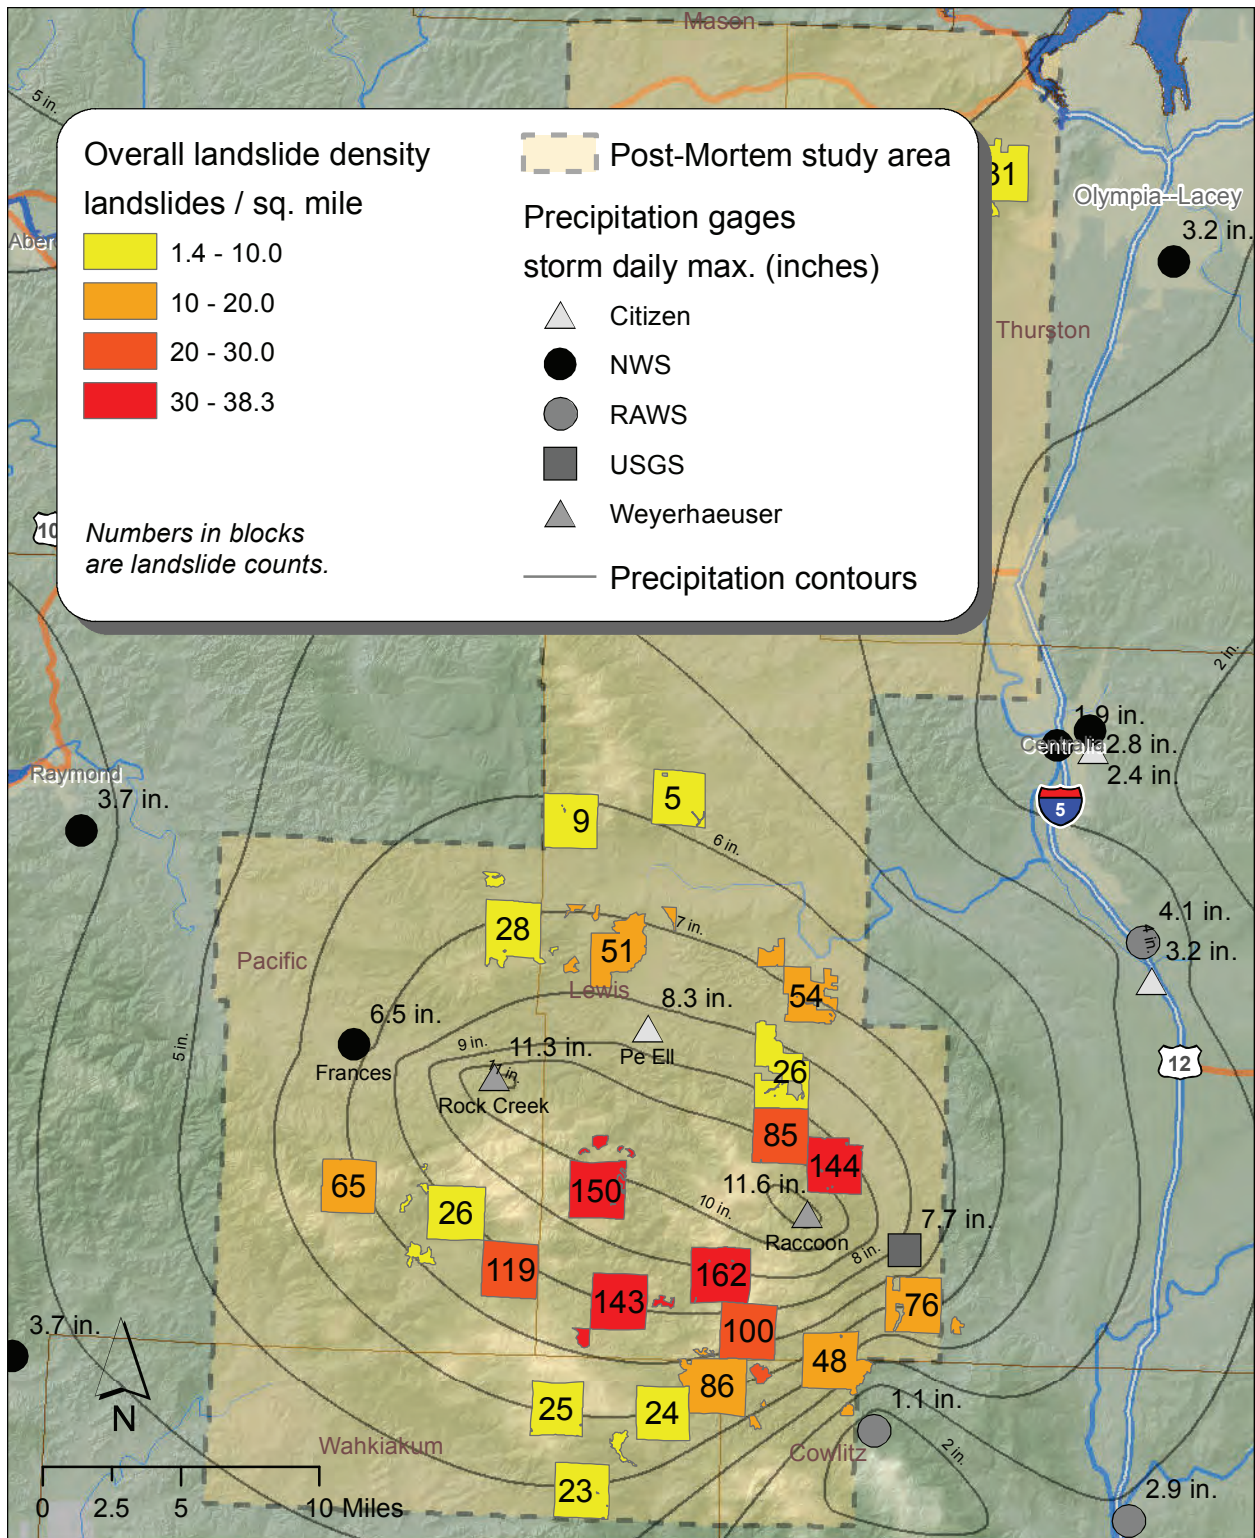 Mason
5 in.
Overall landslide density
landslides / sq. mile
1.4 - 10.0
10 - 20.0
20 - 30.0
30 - 38.3
Numbers in blocks
are landslide counts.
Post-Mortem study area
Precipitation gages
storm daily max. (inches)
Citizen
NWS
RAWS
USGS
Weyerhaeuser
Precipitation contours
31
Olympia--Lacey
3.2 in.
Aber
Thurston
10
2 in.
1.9 in.
Centralia
2.8 in.
2.4 in.
5
Raymond
3.7 in.
5
9
6 in.
28
7 in.
51
4.1 in.
4 in.
3.2 in.
Pacific
Lewis
54
6.5 in.
8.3 in.
Frances
5 in.
9 in.
11.3 in.
Pe Ell
11 in.
Rock Creek
26
12
85
144
150
65
11.6 in.
26
10 in.
Raccoon
7.7 in.
8 in.
119
162
143
76
100
3.7 in.
48
86
N
25
24
1.1 in.
Wahkiakum
Cowlitz
2 in.
23
2.9 in.
0 2.5 5 10 Miles